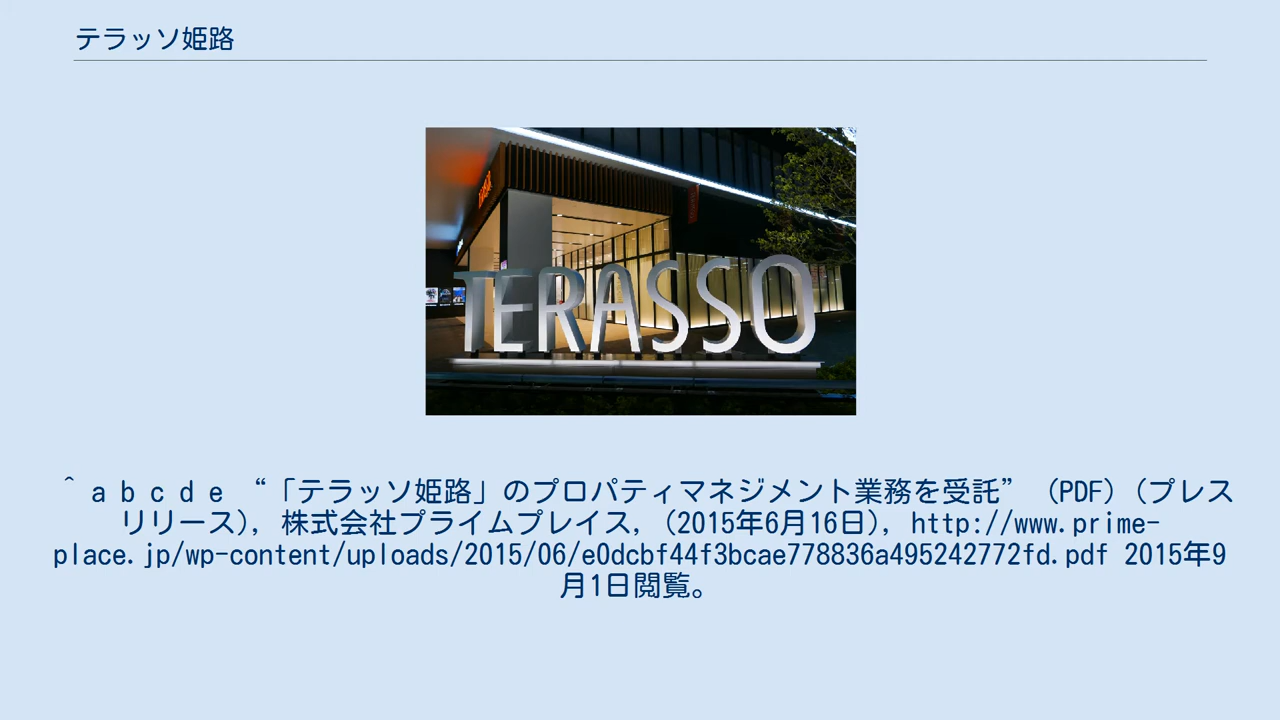 テラッソ姫路
TERASSO
^ a b c d e “「テラッソ姫路」のプロパティマネジメント業務を受託” (PDF) (プレス
リリース), 株式会社プライムプレイス, (2015年6月16日), http://www.prime-
place.jp/wp-content/uploads/2015/06/e0dcbf44f3bcae778836a495242772fd.pdf 2015年9
月1日閲覧。